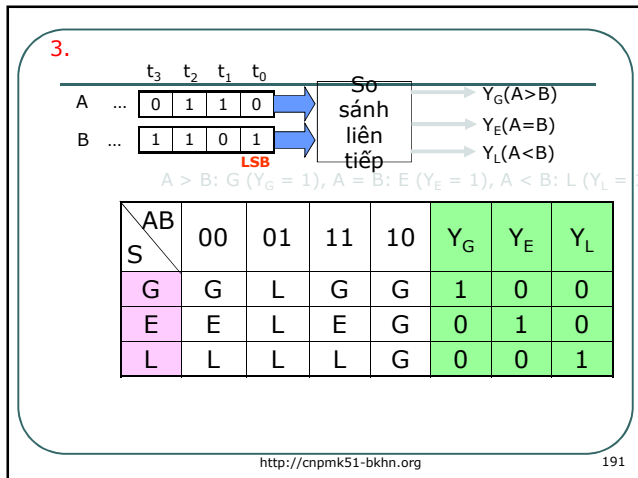 3.
t3 t2 t1 t0
A ... 0 1 1 0
B ... 1 1 0 1
LSB
So
sánh
liên
tiếp
YG(A>B)
YE(A=B)
YL(A<B)
A > B: G (YG = 1), A = B: E (YE = 1), A < B: L (YL =
AB
S
00 01 11 10 YG YE YL
G G L G G 1 0 0
E E L E G 0 1 0
L L L L G 0 0 1
http://cnpmk51-bkhn.org
191